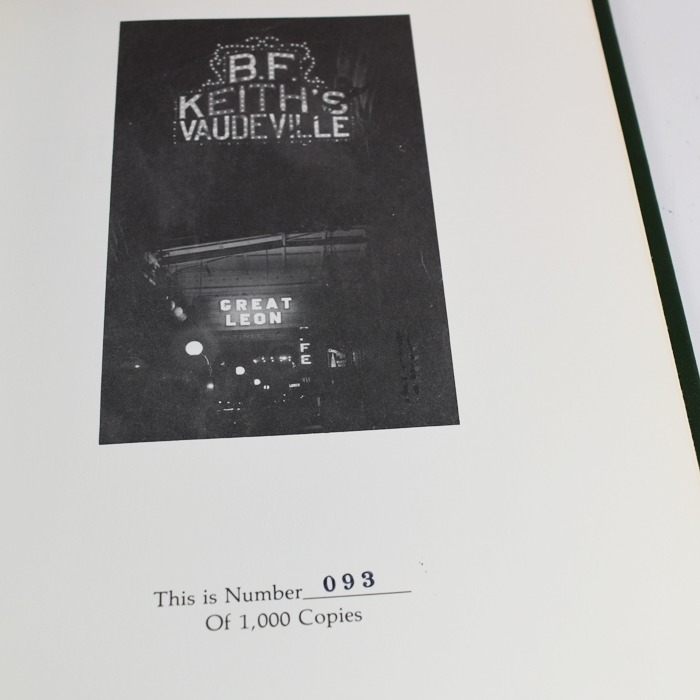 B.F.
KEITH'S
VAUDEVILLE
GREAT
LEON
This is Number 093
Of 1,000 Copies